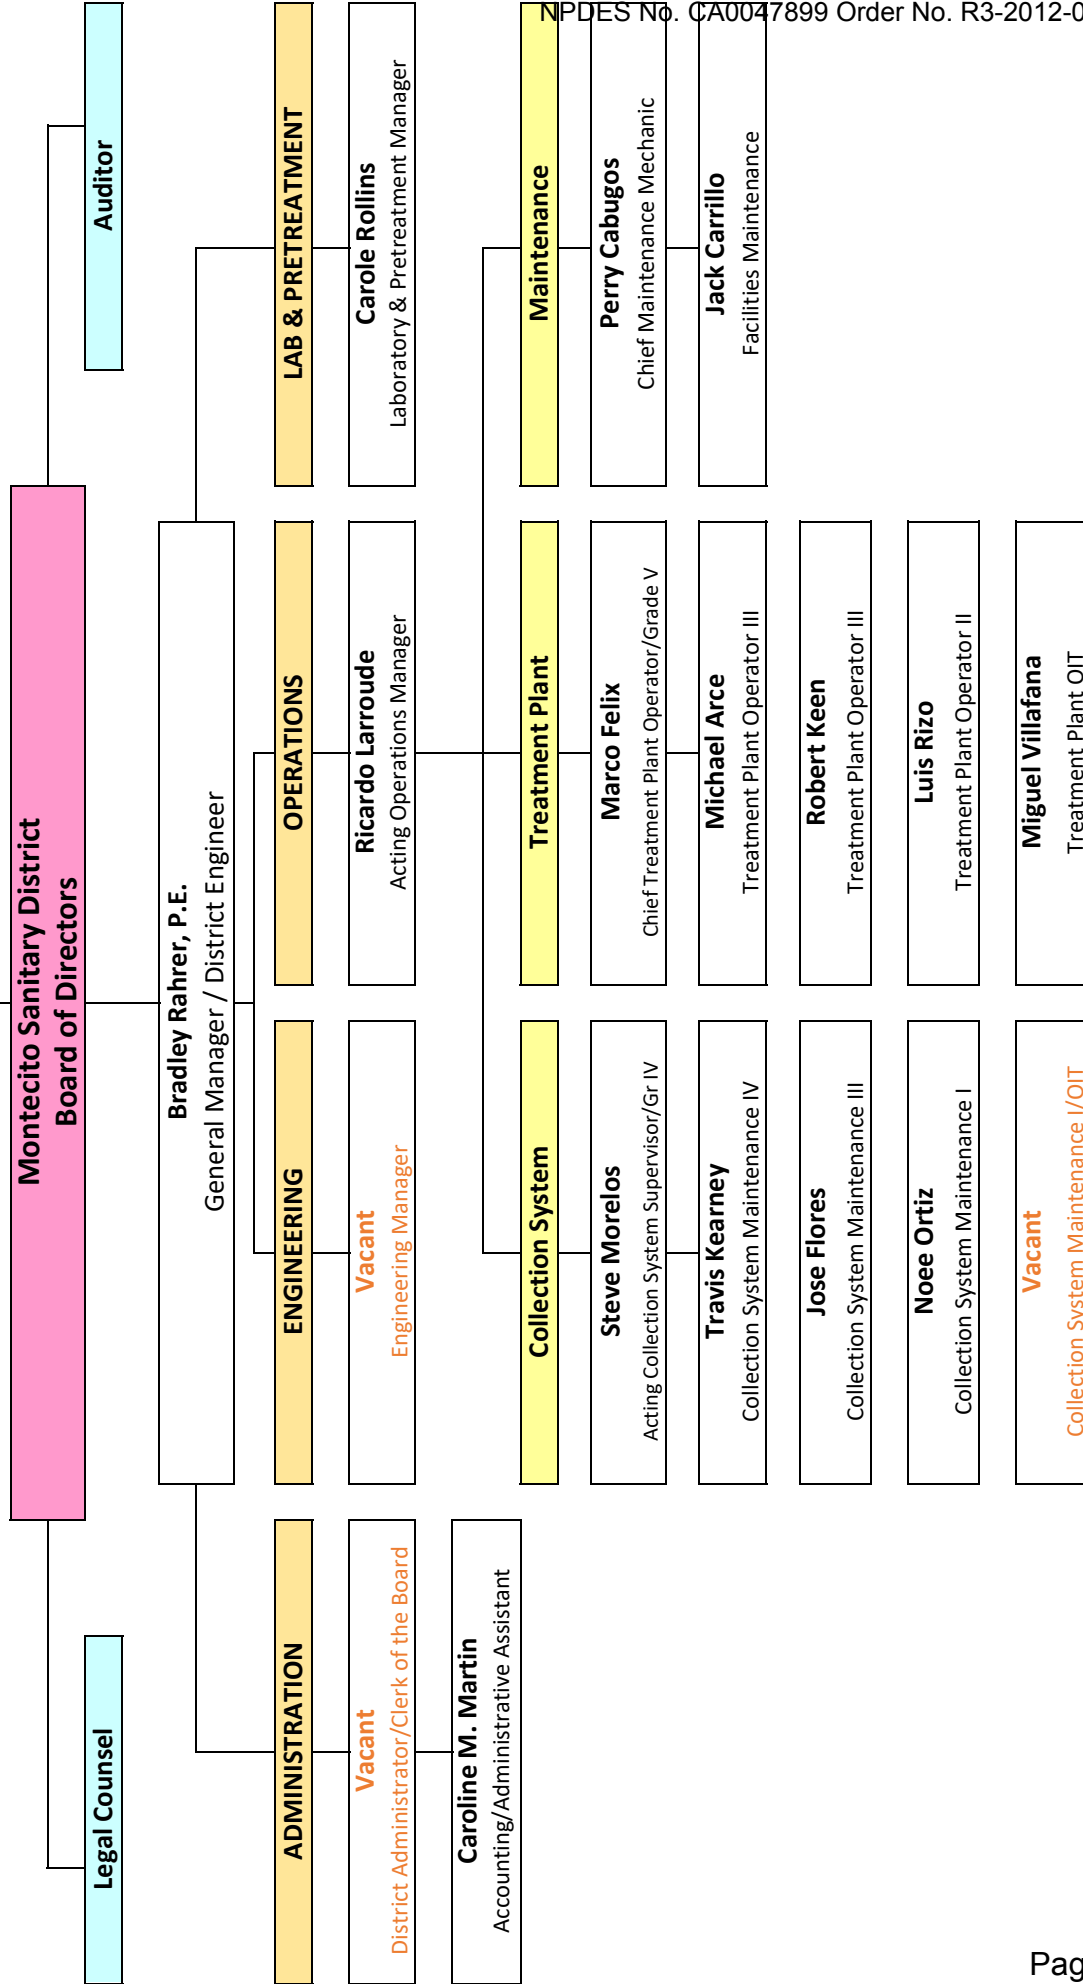 NPDES No. CA0047899 Order No. R3-2012-0
Montecito Sanitary District
Board of Directors
Legal Counsel
Auditor
Bradley Rahrer, P.E.
General Manager / District Engineer
ADMINISTRATION
ENGINEERING
OPERATIONS
LAB & PRETREATMENT
Vacant
District Administrator/Clerk of the Board
Vacant
Engineering Manager
Ricardo Larroude
Acting Operations Manager
Carole Rollins
Laboratory & Pretreatment Manager
Caroline M. Martin
Accounting/Administrative Assistant
Collection System
Treatment Plant
Maintenance
Steve Morelos
Acting Collection System Supervisor/Gr IV
Marco Felix
Chief Treatment Plant Operator/Grade V
Perry Cabugos
Chief Maintenance Mechanic
Travis Kearney
Collection System Maintenance IV
Michael Arce
Treatment Plant Operator III
Jack Carrillo
Facilities Maintenance
Jose Flores
Collection System Maintenance III
Robert Keen
Treatment Plant Operator III
Noee Ortiz
Collection System Maintenance I
Luis Rizo
Treatment Plant Operator II
Vacant
Collection System Maintenance I/OIT
Miguel Villafana
Treatment Plant OIT
Pag